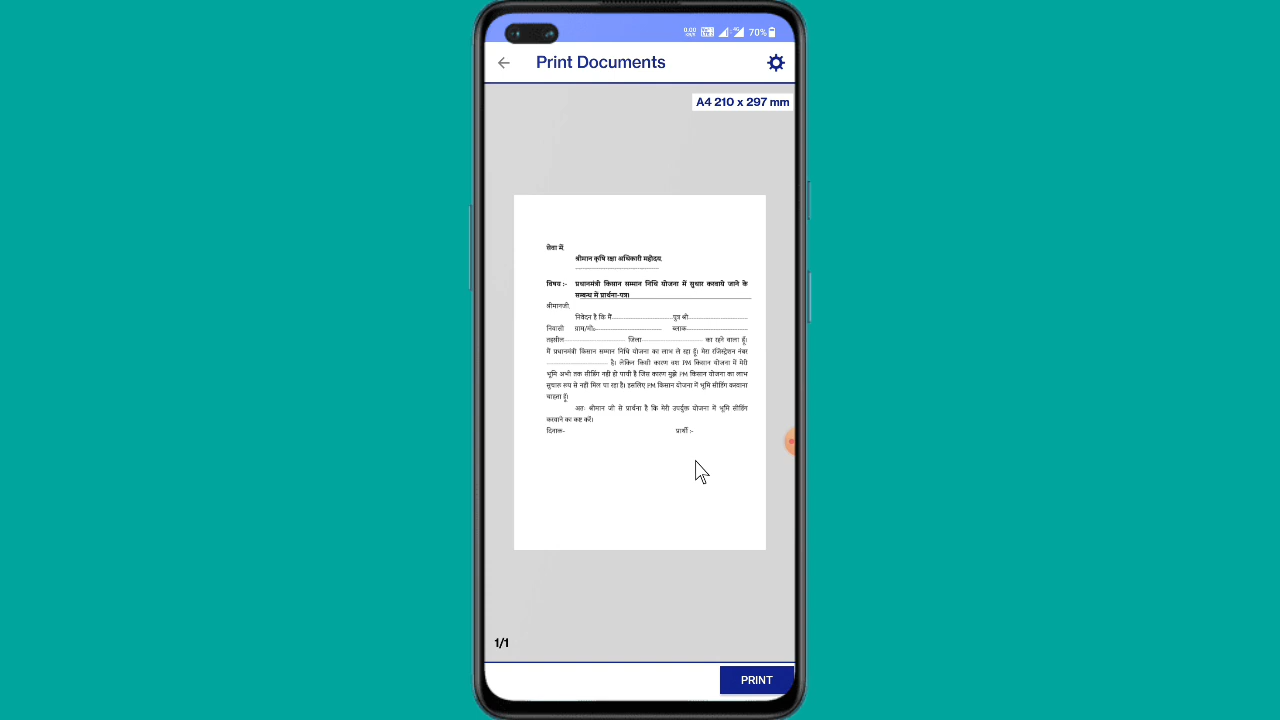 0.00
KB/S
4G
70%
Print Documents
A4 210 x 297 mm
सेवा में,
श्रीमान कृषि रक्षा अधिकारी महोदय,
विषय :- प्रधानमंत्री किसान सम्मान निधि योजना में सुधार करवाये जाने के
सम्बन्ध में प्रार्थना-पत्र।
श्रीमानजी,
निवेदन है कि मैं पुत्र श्री
निवासी ग्राम/पो0 ब्लाक
तहसील जिला का रहने वाला हूँ।
मैं प्रधानमंत्री किसान सम्मान निधि योजना का लाभ ले रहा हूँ। मेरा रजिस्ट्रेशन नंबर
है। लेकिन किसी कारण वश PM किसान योजना में मेरी
भूमि अभी तक सीडिंग नही हो पायी है जिस कारण मुझे PM किसान योजना का लाभ
सुचारू रूप से नही मिल पा रहा है। इसलिए PM किसान योजना में भूमि सीडिंग करवाना
चाहता हूँ।
अतः श्रीमान जी से प्रार्थना है कि मेरी उपर्युक्त योजना में भूमि सीडिंग
करवाने का कष्ट करें।
दिनाक- प्रार्थी :-
1/1
PRINT